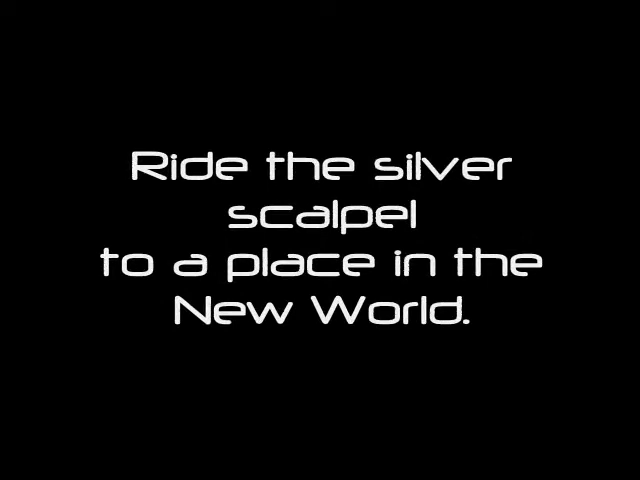 Ride the silver
scalpel
to a place in the
New World.